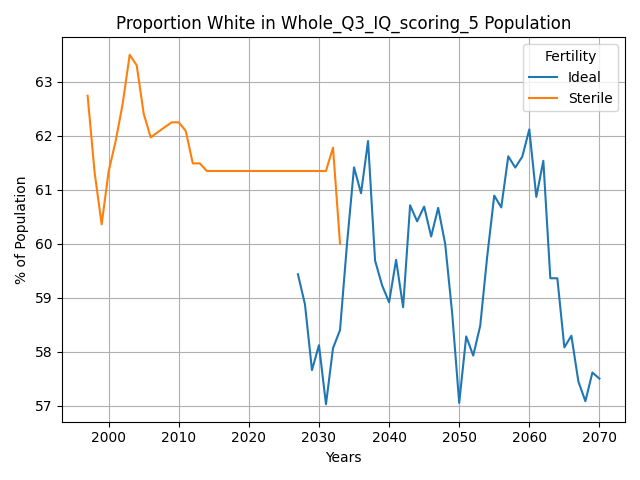 Proportion White in Whole_Q3_IQ_scoring_5 Population
Fertility
Ideal
Sterile
% of Population
63
62
61
60
59
58
57
2000 2010 2020 2030 2040 2050 2060 2070
Years